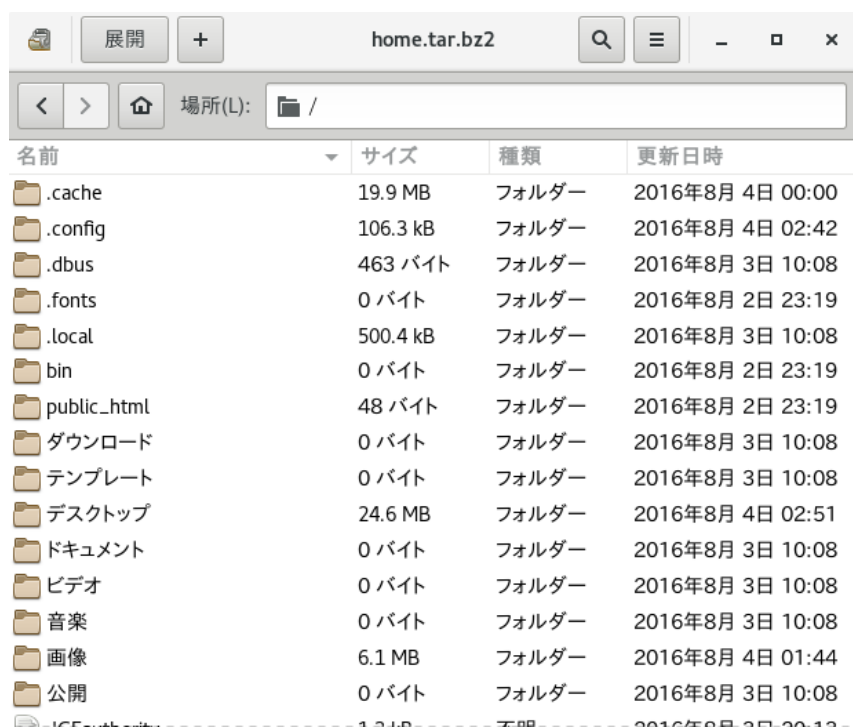 展開 + home.tar.bz2
場所(L): /
名前 サイズ 種類 更新日時
.cache 19.9 MB フォルダー 2016年8月 4日 00:00
.config 106.3 kB フォルダー 2016年8月 4日 02:42
.dbus 463 バイト フォルダー 2016年8月 3日 10:08
.fonts 0 バイト フォルダー 2016年8月 2日 23:19
.local 500.4 kB フォルダー 2016年8月 3日 10:08
bin 0 バイト フォルダー 2016年8月 2日 23:19
public_html 48 バイト フォルダー 2016年8月 2日 23:19
ダウンロード 0 バイト フォルダー 2016年8月 3日 10:08
テンプレート 0 バイト フォルダー 2016年8月 3日 10:08
デスクトップ 24.6 MB フォルダー 2016年8月 4日 02:51
ドキュメント 0 バイト フォルダー 2016年8月 3日 10:08
ビデオ 0 バイト フォルダー 2016年8月 3日 10:08
音楽 0 バイト フォルダー 2016年8月 3日 10:08
画像 6.1 MB フォルダー 2016年8月 4日 01:44
公開 0 バイト フォルダー 2016年8月 3日 10:08